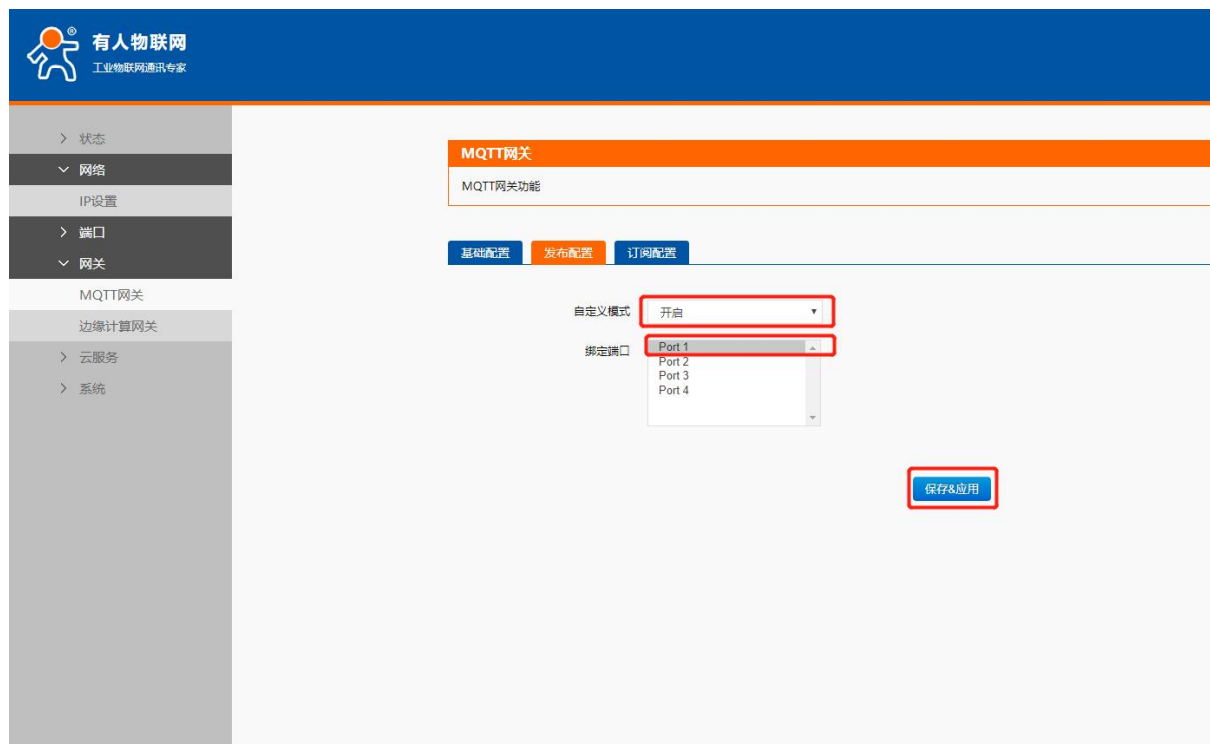 有人物联网
®
工业物联网通讯专家
状态
网络
IP设置
端口
网关
MQTT网关
边缘计算网关
云服务
系统
MQTT网关
MQTT网关功能
基础配置 发布配置 订阅配置
自定义模式 开启
绑定端口 Port 1
Port 2
Port 3
Port 4
保存&应用